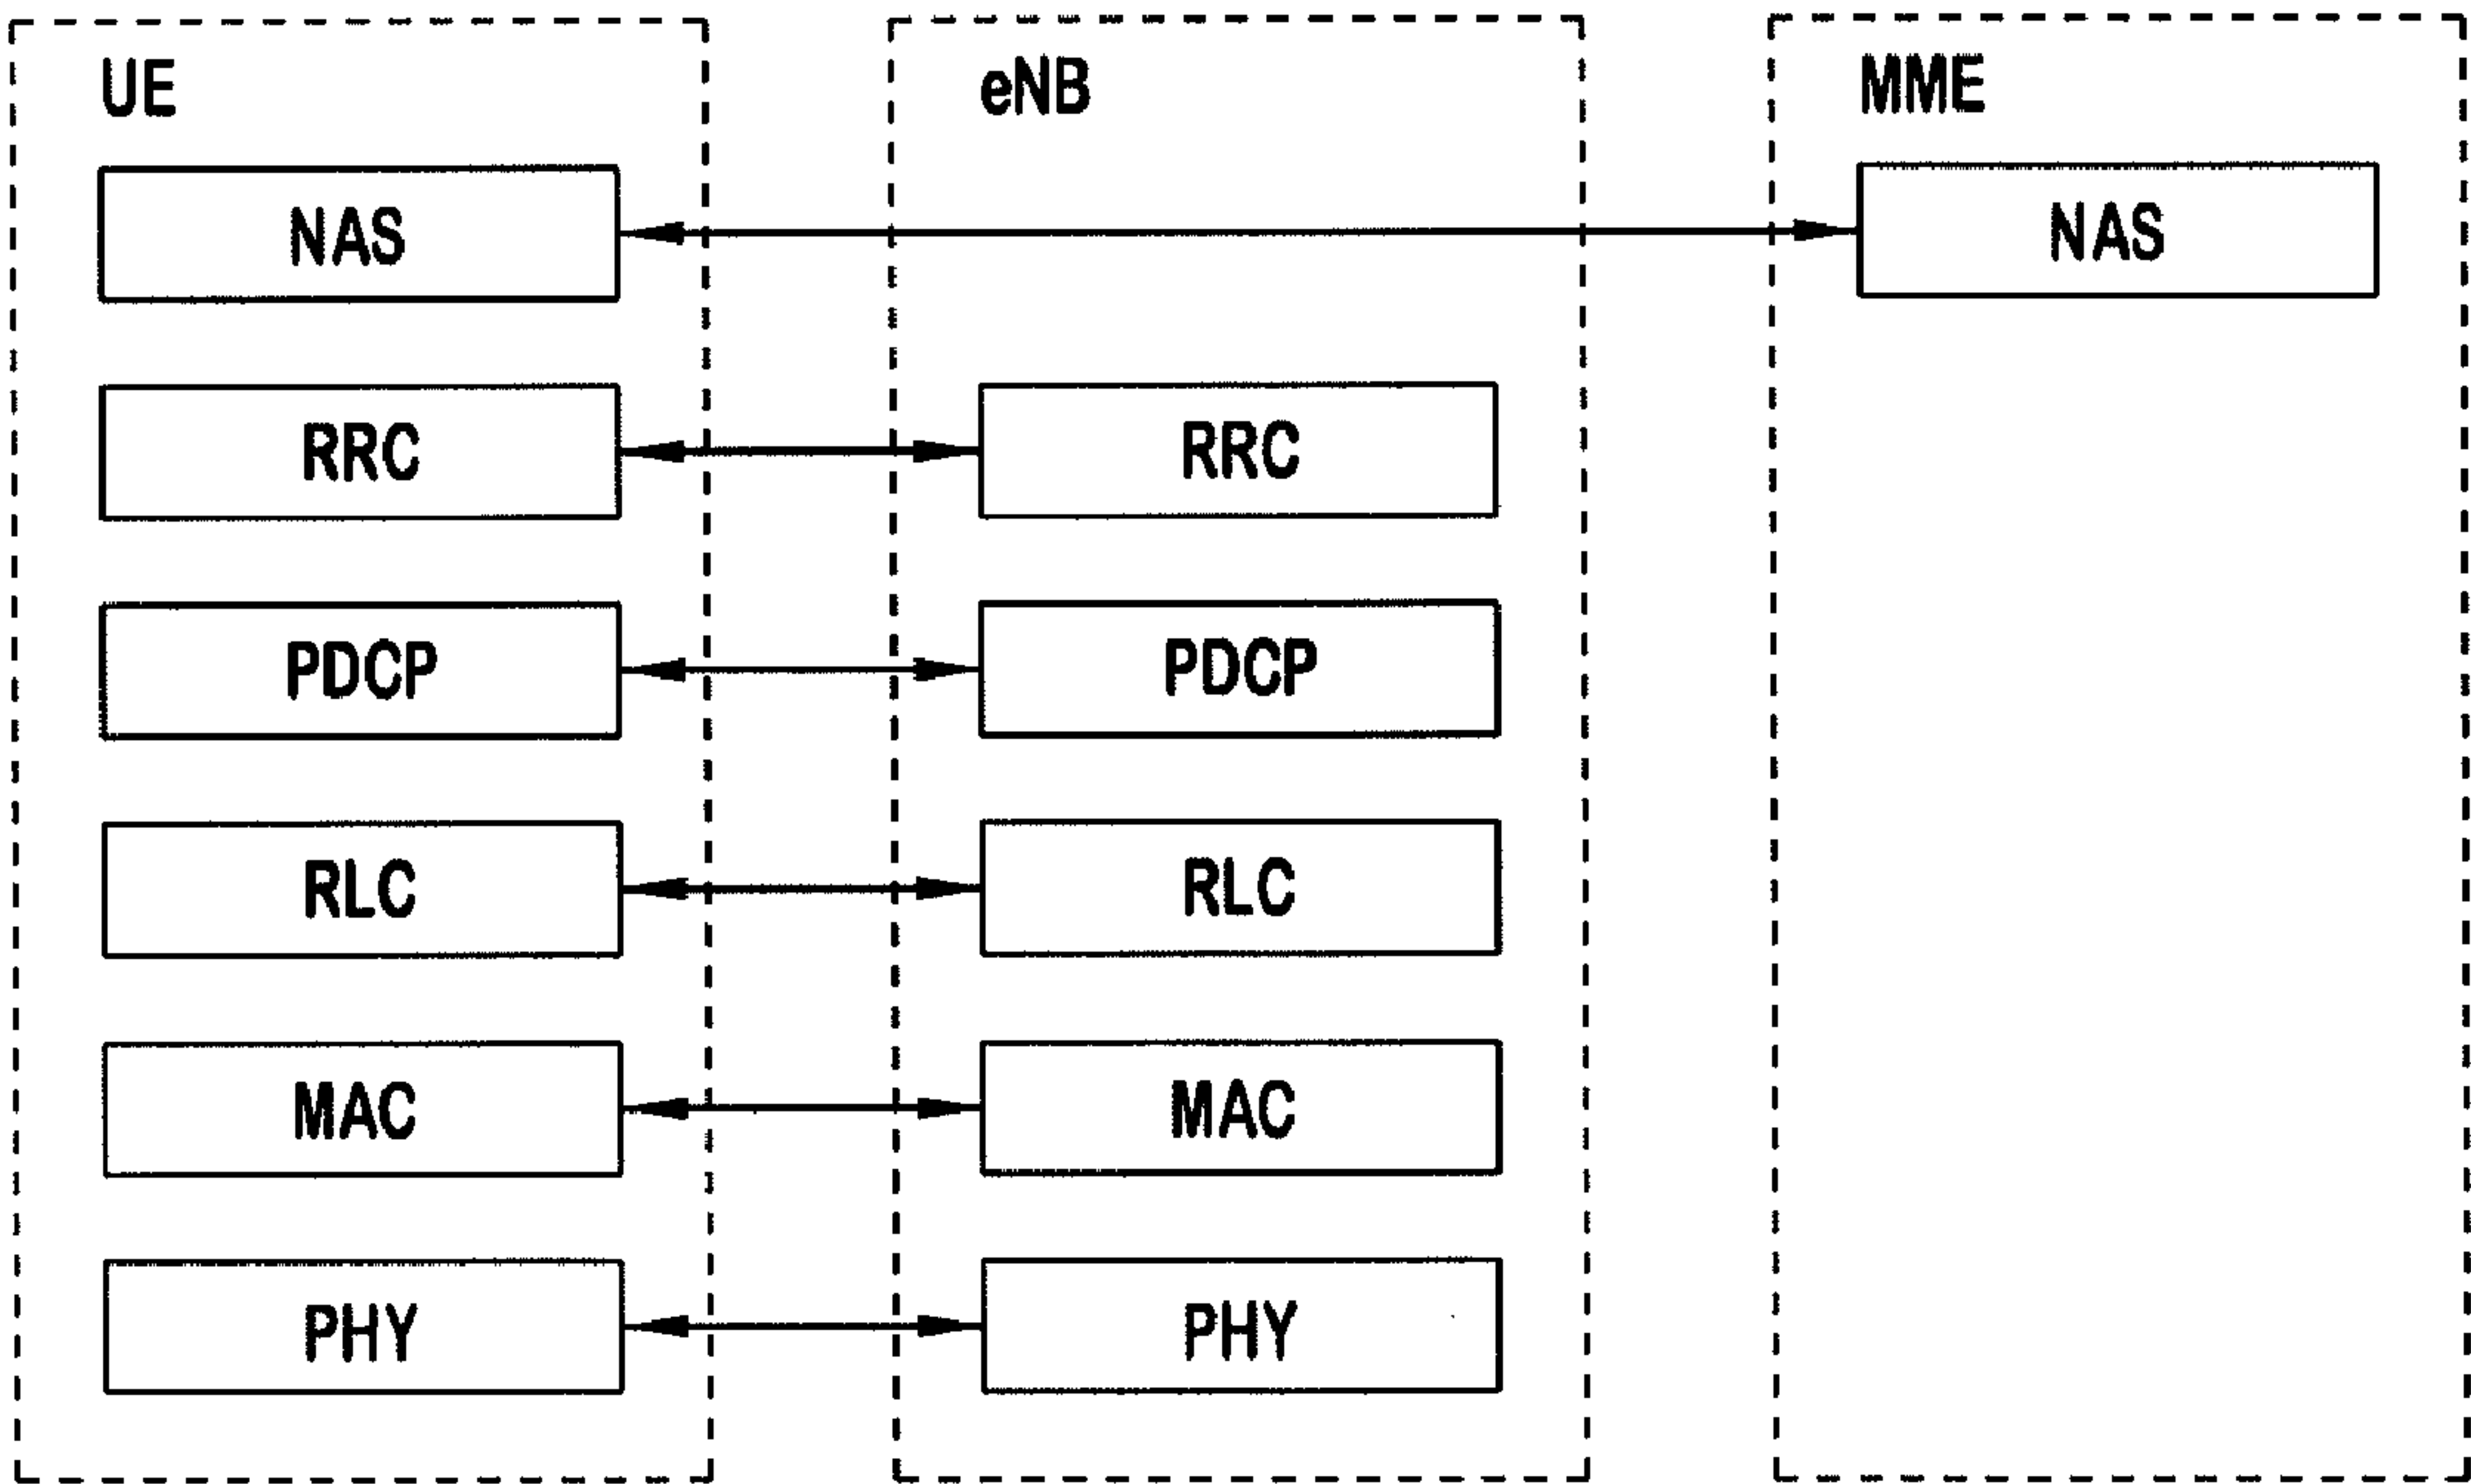 UE eNB MME
NAS NAS
RRC RRC
PDCP PDCP
RLC RLC
MAC MAC
PHY PHY